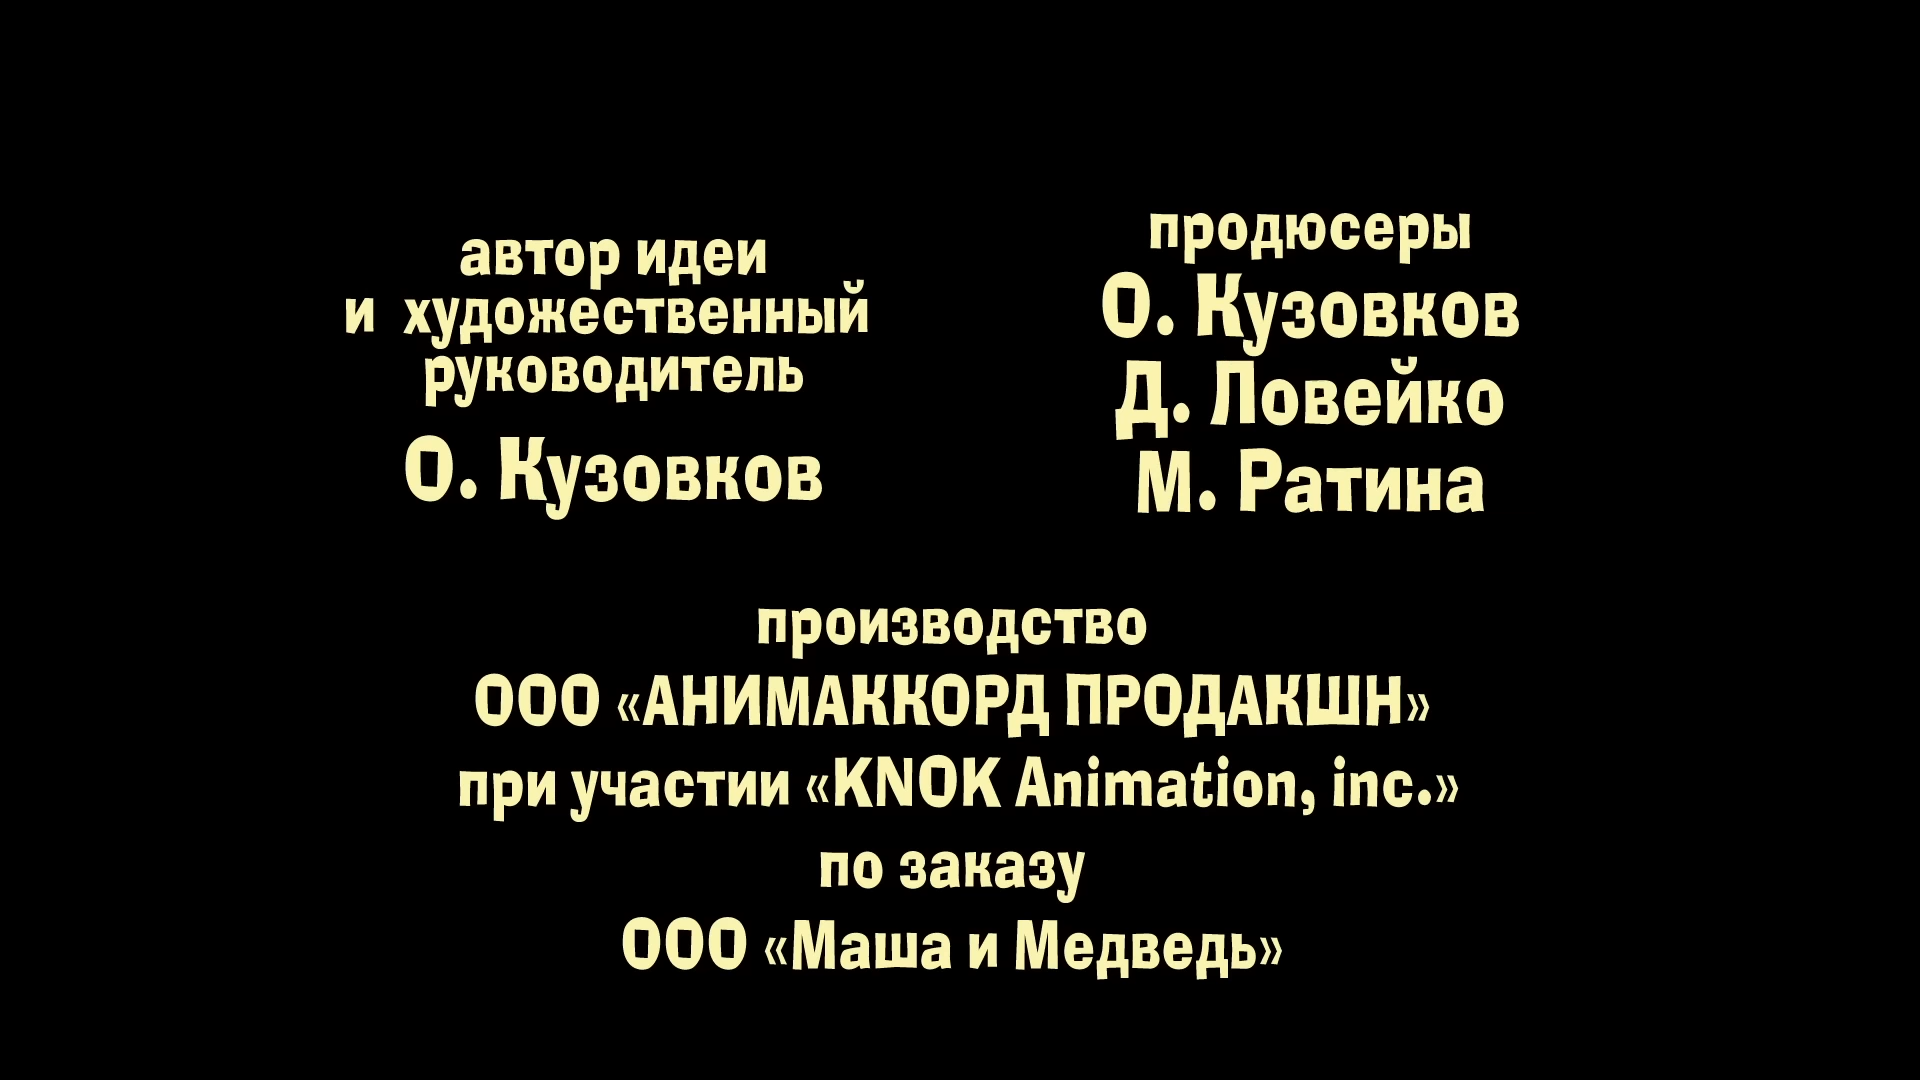 автор идеи
и художественный
руководитель
О. Кузовков
продюсеры
О. Кузовков
Д. Ловейко
М. Ратина
производство
ООО «АНИМАККОРД ПРОДАКШН»
при участии «KNOK Animation, inc.»
по заказу
ООО «Маша и Медведь»